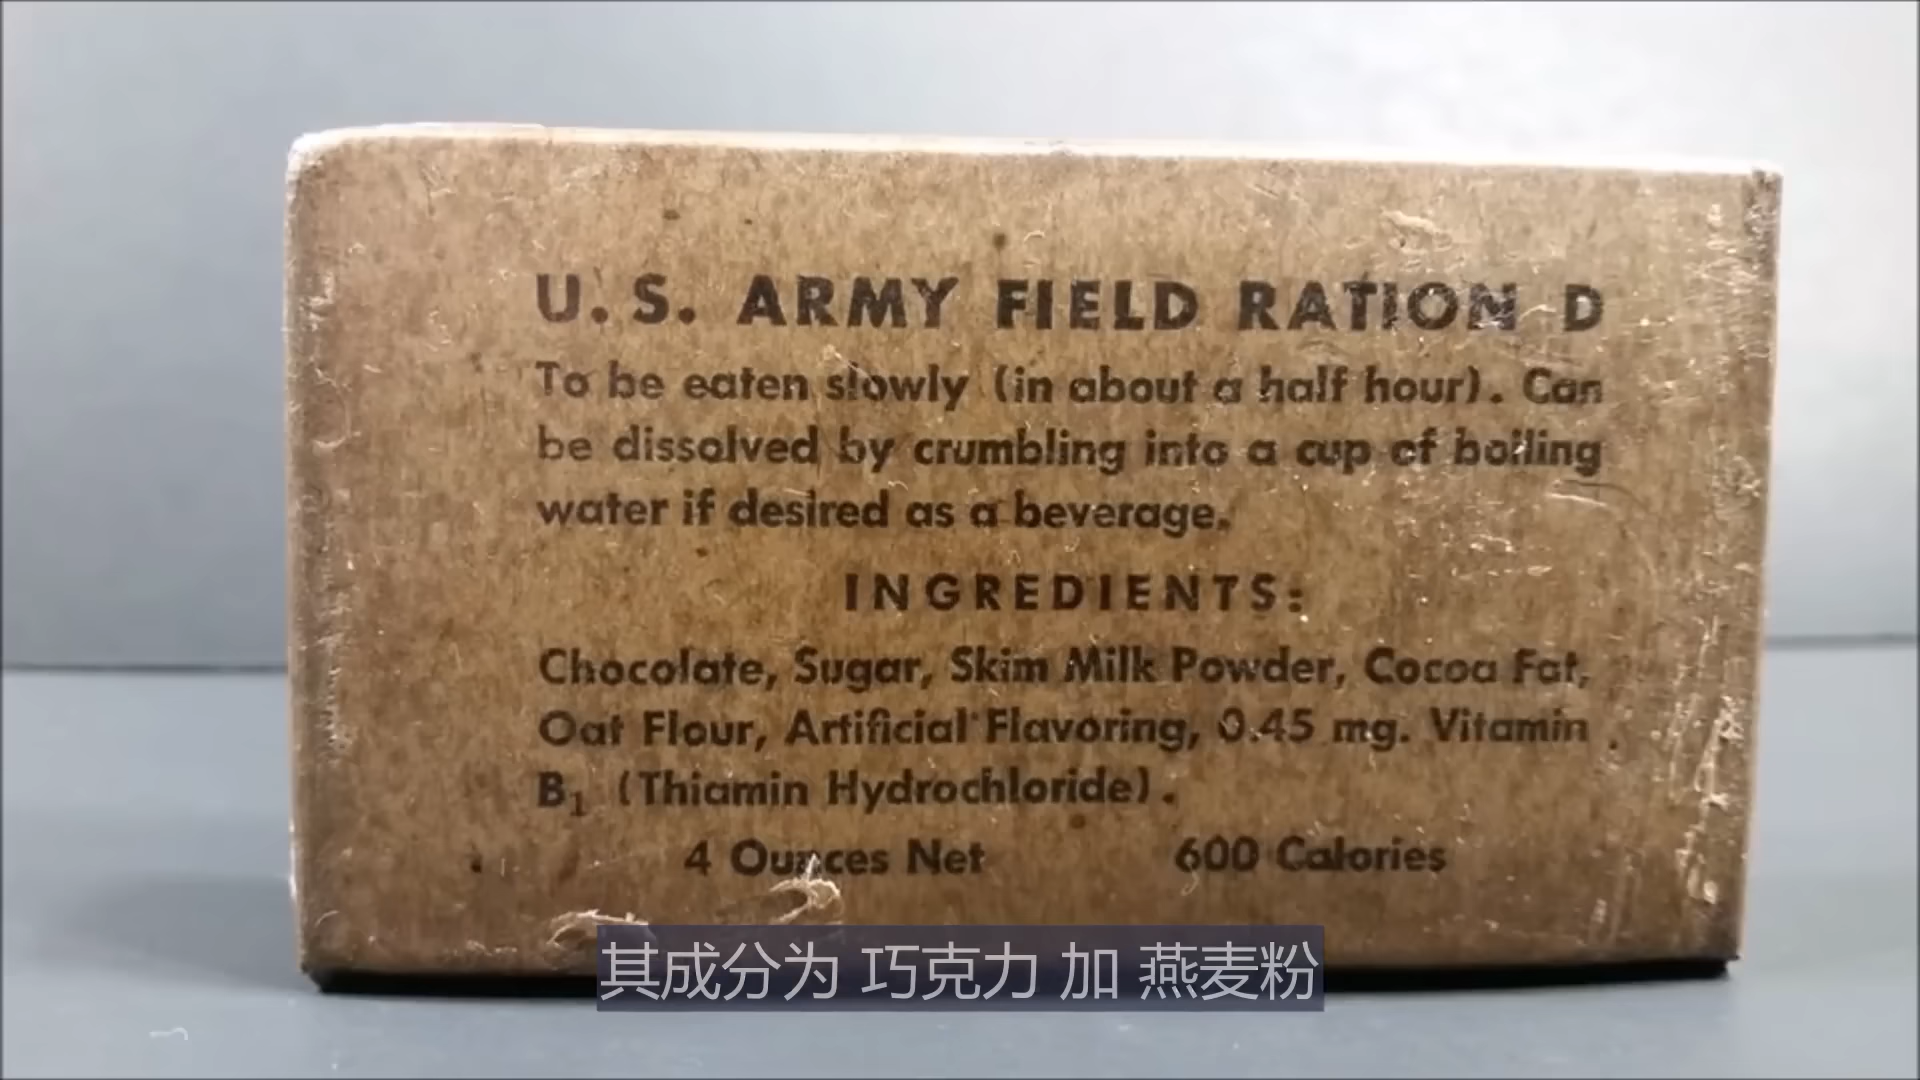 U. S. ARMY FIELD RATION D
To be eaten slowly (in about a half hour). Can
be dissolved by crumbling into a cup of boiling
water if desired as a beverage.
INGREDIENTS:
Chocolate, Sugar, Skim Milk Powder, Cocoa Fat,
Oat Flour, Artificial Flavoring, 0.45 mg. Vitamin
B₁ (Thiamin Hydrochloride).
4 Ounces Net 600 Calories
其成分为 巧克力 加 燕麦粉